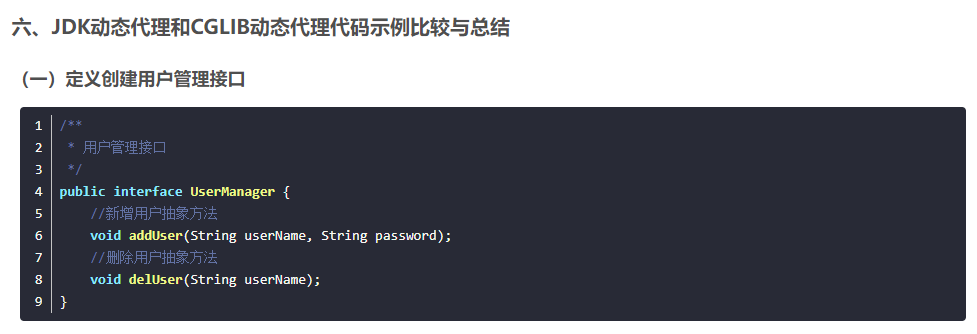 六、JDK动态代理和CGLIB动态代理代码示例比较与总结
（一）定义创建用户管理接口
1 /**
2  * 用户管理接口
3  */
4 public interface UserManager {
5     //新增用户抽象方法
6     void addUser(String userName, String password);
7     //删除用户抽象方法
8     void delUser(String userName);
9 }